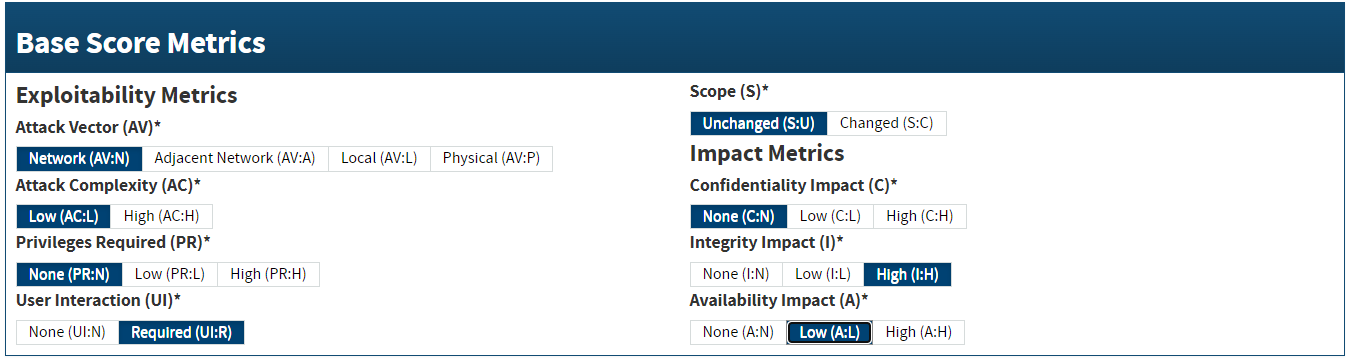 Base Score Metrics
Exploitability Metrics
Attack Vector (AV)*
Network (AV:N) Adjacent Network (AV:A) Local (AV:L) Physical (AV:P)
Attack Complexity (AC)*
Low (AC:L) High (AC:H)
Privileges Required (PR)*
None (PR:N) Low (PR:L) High (PR:H)
User Interaction (UI)*
None (UI:N) Required (UI:R)
Scope (S)*
Unchanged (S:U) Changed (S:C)
Impact Metrics
Confidentiality Impact (C)*
None (C:N) Low (C:L) High (C:H)
Integrity Impact (I)*
None (I:N) Low (I:L) High (I:H)
Availability Impact (A)*
None (A:N) Low (A:L) High (A:H)